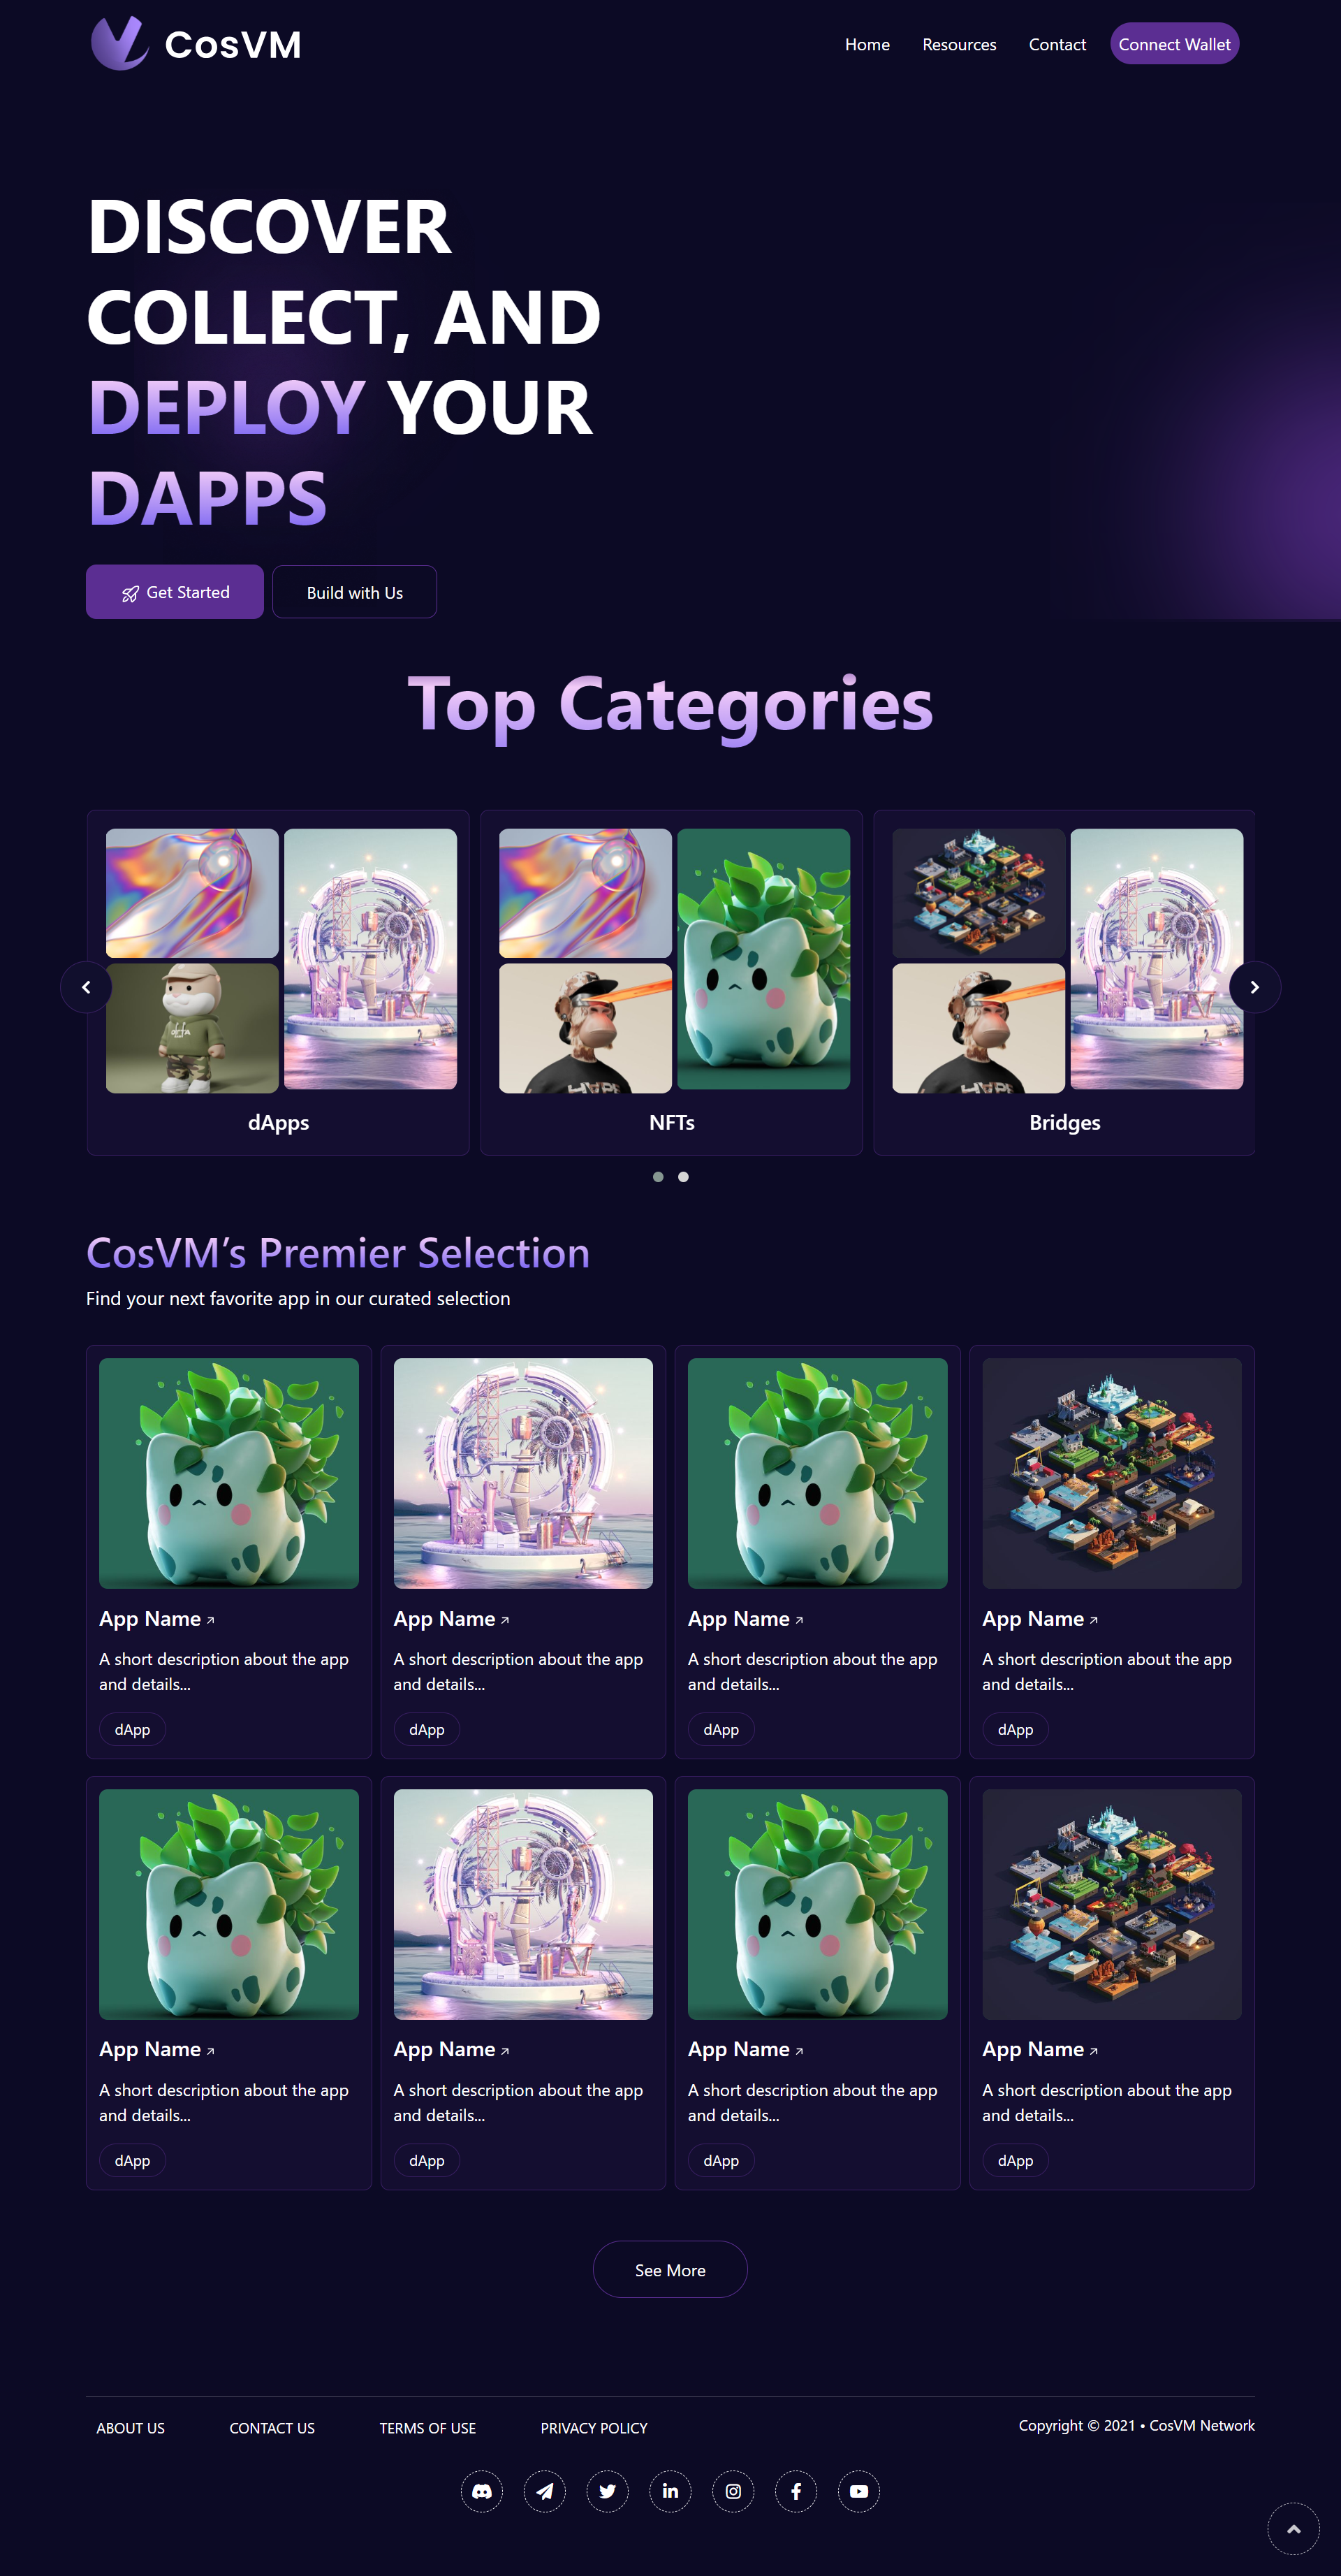 CosVM
Home
Resources
Contact
Connect Wallet
DISCOVER
COLLECT, AND
DEPLOY YOUR
DAPPS
Get Started
Build with Us
Top Categories
dApps
NFTs
Bridges
CosVM’s Premier Selection
Find your next favorite app in our curated selection
App Name
A short description about the app
and details...
dApp
App Name
A short description about the app
and details...
dApp
App Name
A short description about the app
and details...
dApp
App Name
A short description about the app
and details...
dApp
App Name
A short description about the app
and details...
dApp
App Name
A short description about the app
and details...
dApp
App Name
A short description about the app
and details...
dApp
App Name
A short description about the app
and details...
dApp
See More
ABOUT US
CONTACT US
TERMS OF USE
PRIVACY POLICY
Copyright © 2021 • CosVM Network